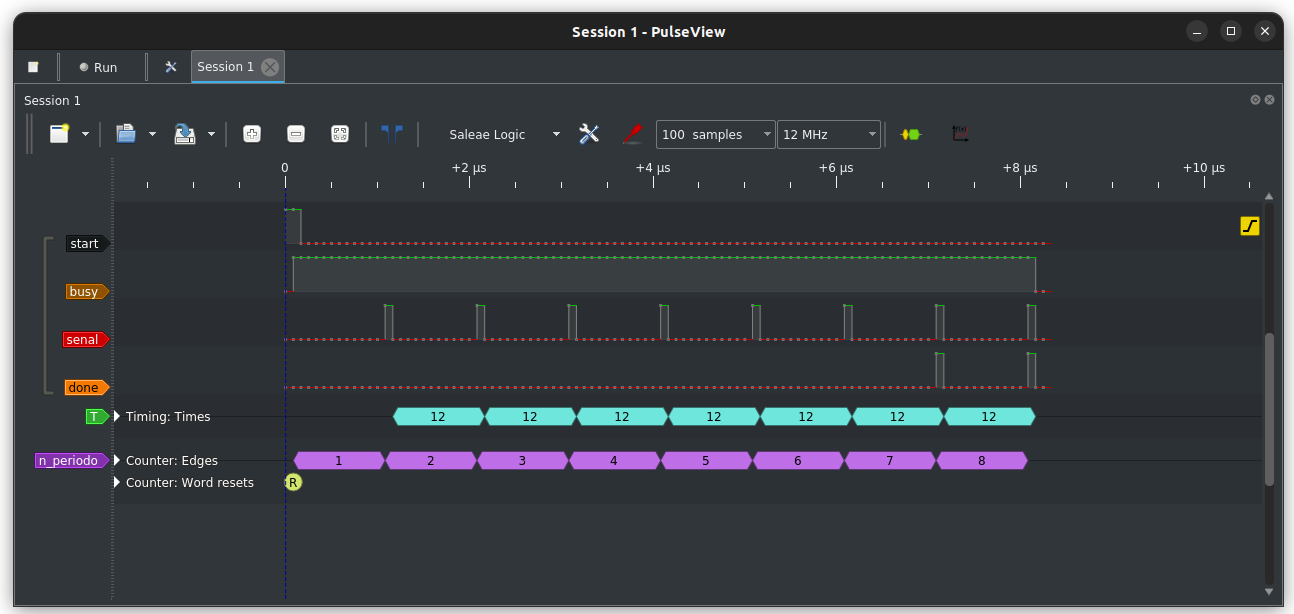 Session 1 - PulseView
Run
Session 1
Session 1
Saleae Logic
100 samples
12 MHz
0 +2 µs +4 µs +6 µs +8 µs +10 µs
start
busy
senal
done
T Timing: Times 12 12 12 12 12 12 12
n_periodo Counter: Edges 1 2 3 4 5 6 7 8
Counter: Word resets R